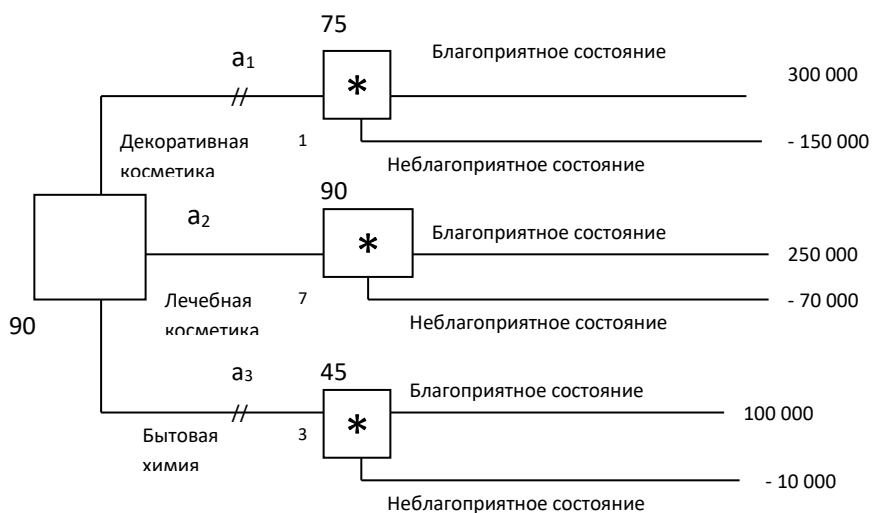 75
a1
Благоприятное состояние
300 000
*
Декоративная
косметика
1
- 150 000
Неблагоприятное состояние
90
a2
Благоприятное состояние
*
250 000
Лечебная
косметика
7
- 70 000
Неблагоприятное состояние
90
a3
45
Благоприятное состояние
100 000
*
Бытовая
химия
3
- 10 000
Неблагоприятное состояние